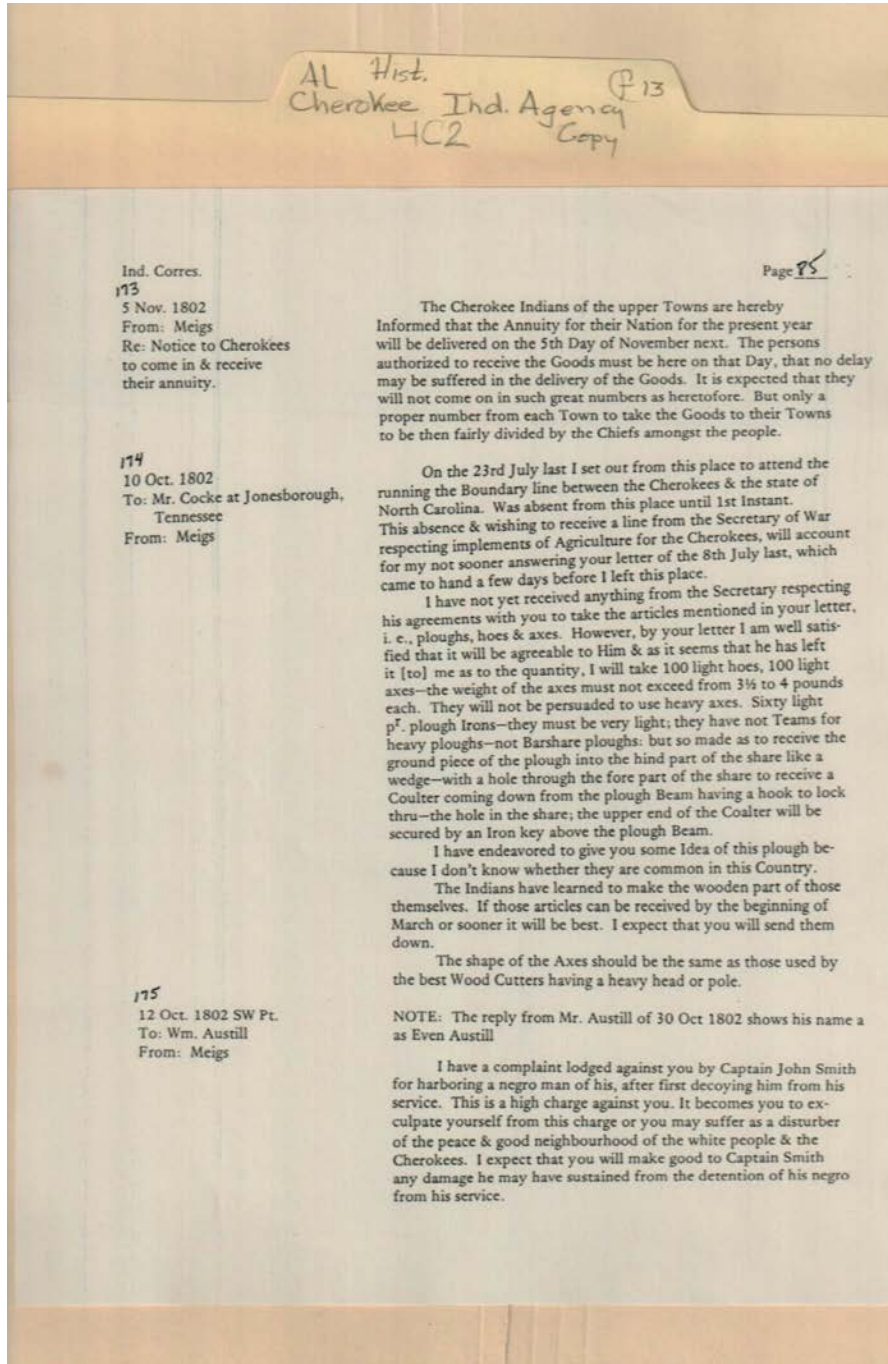 AL Hist. (f 13
Cherokee Ind. Agency
4C2 Copy
Ind. Corres.
Page 85
173
5 Nov. 1802
From: Meigs
Re: Notice to Cherokees
to come in & receive
their annuity.
The Cherokee Indians of the upper Towns are hereby
Informed that the Annuity for their Nation for the present year
will be delivered on the 5th Day of November next. The persons
authorized to receive the Goods must be here on that Day, that no delay
may be suffered in the delivery of the Goods. It is expected that they
will not come on in such great numbers as heretofore. But only a
proper number from each Town to take the Goods to their Towns
to be then fairly divided by the Chiefs amongst the people.
174
10 Oct. 1802
To: Mr. Cocke at Jonesborough,
Tennessee
From: Meigs
On the 23rd July last I set out from this place to attend the
running the Boundary line between the Cherokees & the state of
North Carolina. Was absent from this place until 1st Instant.
This absence & wishing to receive a line from the Secretary of War
respecting implements of Agriculture for the Cherokees, will account
for my not sooner answering your letter of the 8th July last, which
came to hand a few days before I left this place.
I have not yet received anything from the Secretary respecting
his agreements with you to take the articles mentioned in your letter,
i. e., ploughs, hoes & axes. However, by your letter I am well satis-
fied that it will be agreeable to Him & as it seems that he has left
it [to] me as to the quantity, I will take 100 light hoes, 100 light
axes—the weight of the axes must not exceed from 3½ to 4 pounds
each. They will not be persuaded to use heavy axes. Sixty light
pr. plough Irons—they must be very light; they have not Teams for
heavy ploughs—not Barshare ploughs: but so made as to receive the
ground piece of the plough into the hind part of the share like a
wedge—with a hole through the fore part of the share to receive a
Coulter coming down from the plough Beam having a hook to lock
thru—the hole in the share; the upper end of the Coalter will be
secured by an Iron key above the plough Beam.
I have endeavored to give you some Idea of this plough be-
cause I don't know whether they are common in this Country.
The Indians have learned to make the wooden part of those
themselves. If those articles can be received by the beginning of
March or sooner it will be best. I expect that you will send them
down.
The shape of the Axes should be the same as those used by
the best Wood Cutters having a heavy head or pole.
175
12 Oct. 1802 SW Pt.
To: Wm. Austill
From: Meigs
NOTE: The reply from Mr. Austill of 30 Oct 1802 shows his name a
as Even Austill
I have a complaint lodged against you by Captain John Smith
for harboring a negro man of his, after first decoying him from his
service. This is a high charge against you. It becomes you to ex-
culpate yourself from this charge or you may suffer as a disturber
of the peace & good neighbourhood of the white people & the
Cherokees. I expect that you will make good to Captain Smith
any damage he may have sustained from the detention of his negro
from his service.